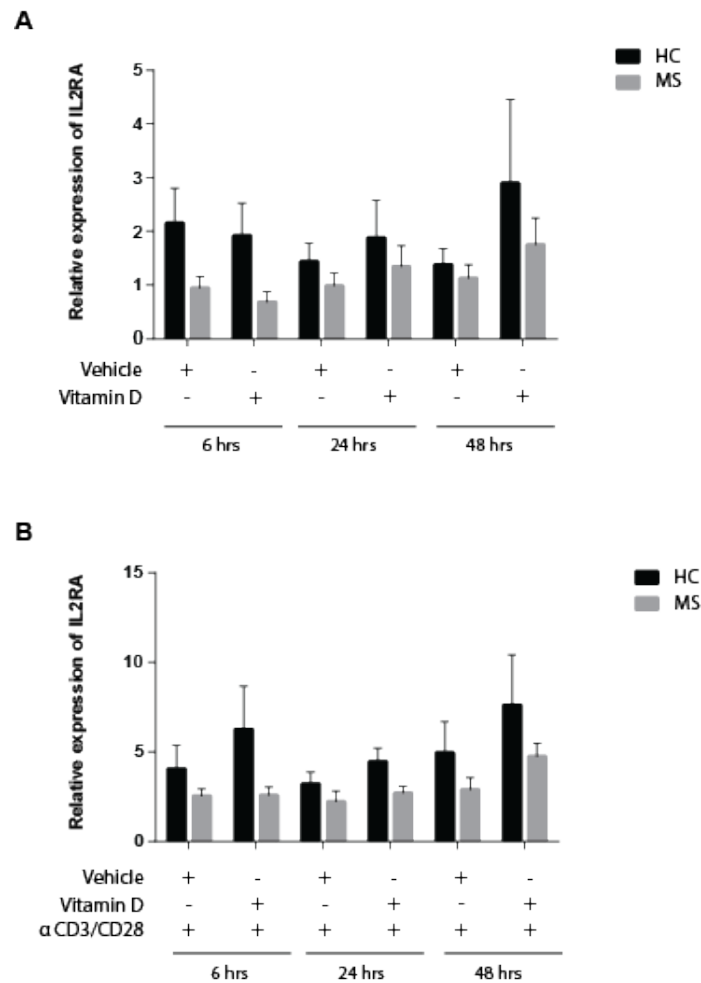 A
Relative expression of IL2RA
HC
MS
5
4
3
2
1
0
Vehicle + - + - + -
Vitamin D - + - + - +
6 hrs 24 hrs 48 hrs
B
Relative expression of IL2RA
HC
MS
15
10
5
0
Vehicle + - + - + -
Vitamin D - + - + - +
α CD3/CD28 + + + + + +
6 hrs 24 hrs 48 hrs